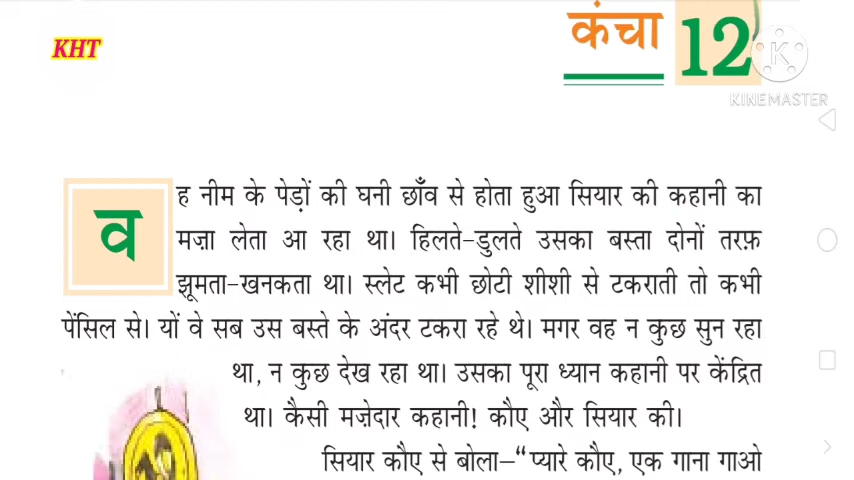 KHT
कंचा 12
KINEMASTER
वह नीम के पेड़ों की घनी छाँव से होता हुआ सियार की कहानी का
मज़ा लेता आ रहा था। हिलते-डुलते उसका बस्ता दोनों तरफ़
झूमता-खनकता था। स्लेट कभी छोटी शीशी से टकराती तो कभी
पेंसिल से। यों वे सब उस बस्ते के अंदर टकरा रहे थे। मगर वह न कुछ सुन रहा
था, न कुछ देख रहा था। उसका पूरा ध्यान कहानी पर केंद्रित
था। कैसी मज़ेदार कहानी! कौए और सियार की।
सियार कौए से बोला–“प्यारे कौए, एक गाना गाओ